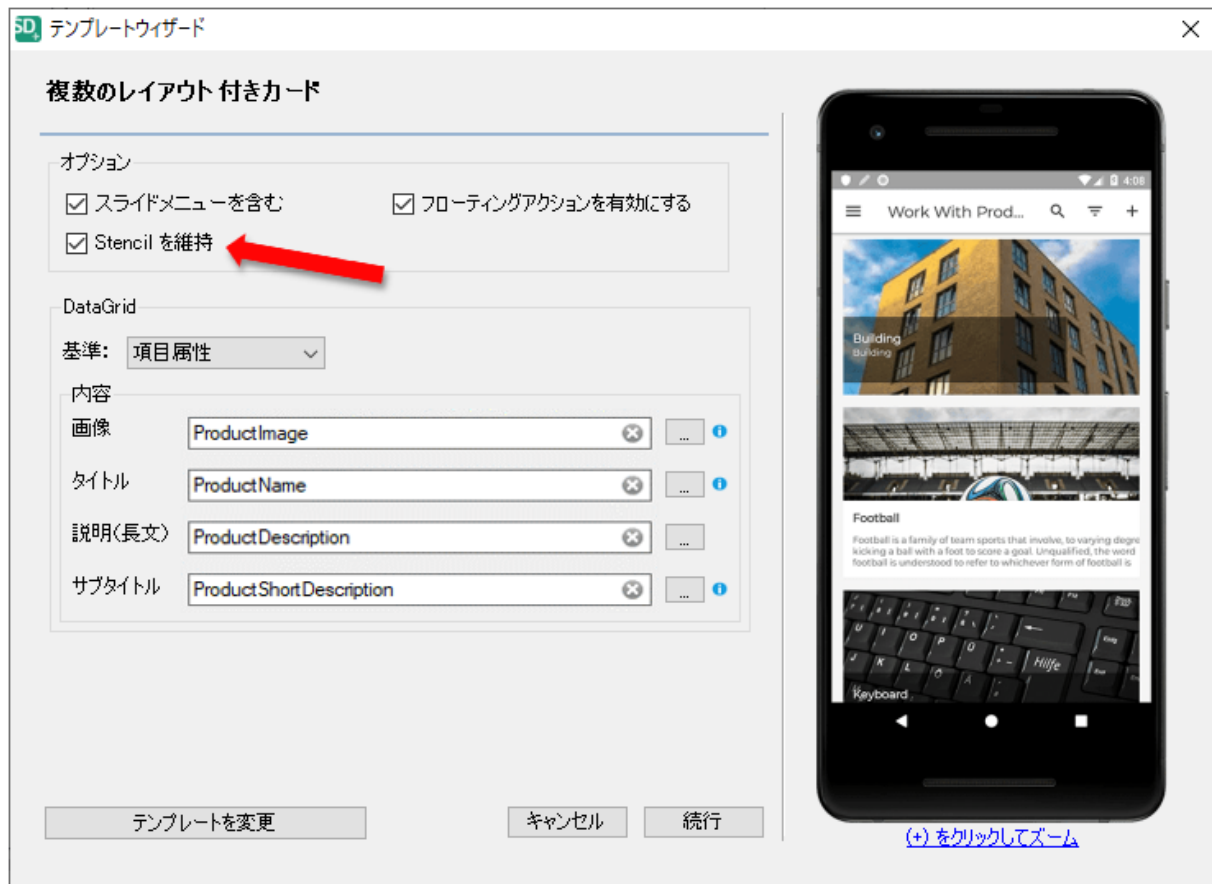 SD+ テンプレートウィザード
複数のレイアウト付きカード
オプション
スライドメニューを含む
フローティングアクションを有効にする
Stencil を維持
DataGrid
基準: 項目属性
内容
画像 ProductImage ...
タイトル ProductName ...
説明(長文) ProductDescription ...
サブタイトル ProductShortDescription ...
テンプレートを変更 キャンセル 続行
4:08
Work With Prod...
Building
Building
Football
Football is a family of team sports that involve, to varying degre
kicking a ball with a foot to score a goal. Unqualified, the word
football is understood to refer to whichever form of football is
Hilfe
Keyboard
(+) をクリックしてズーム